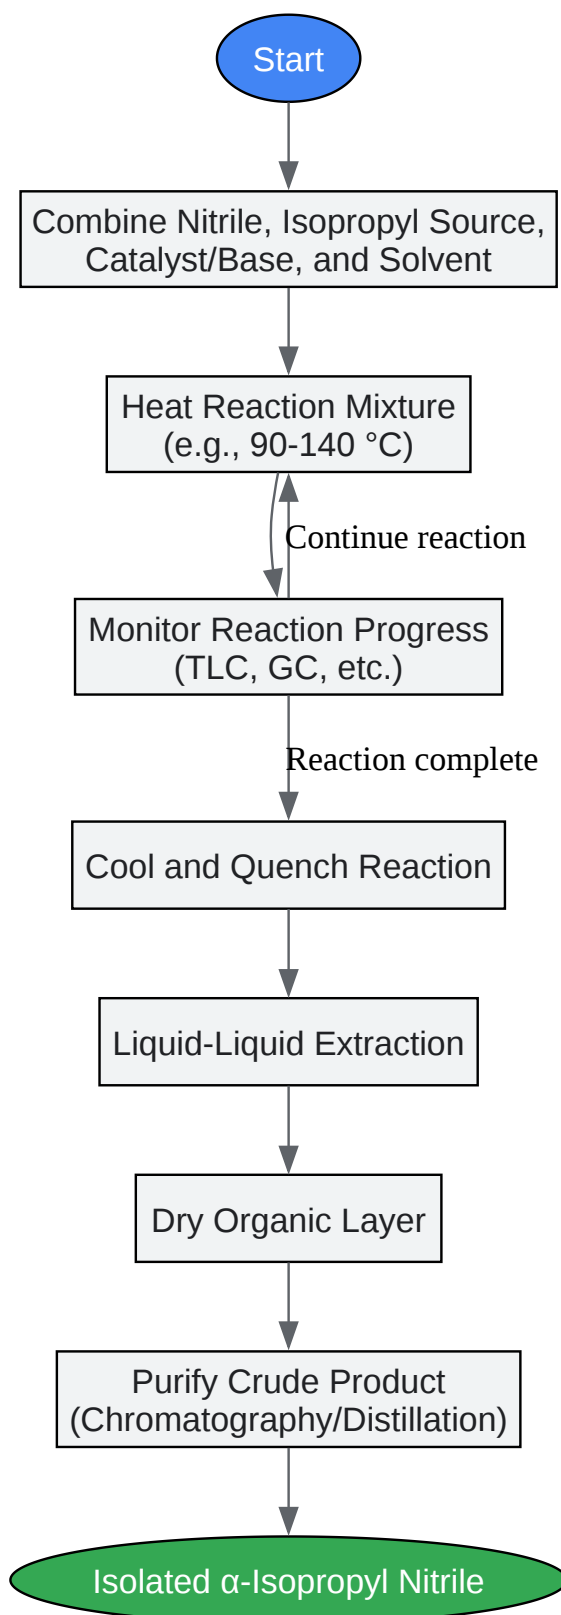 Start
Combine Nitrile, Isopropyl Source,
Catalyst/Base, and Solvent
Heat Reaction Mixture
(e.g., 90-140 °C)
Continue reaction
Monitor Reaction Progress
(TLC, GC, etc.)
Reaction complete
Cool and Quench Reaction
Liquid-Liquid Extraction
Dry Organic Layer
Purify Crude Product
(Chromatography/Distillation)
Isolated α-Isopropyl Nitrile